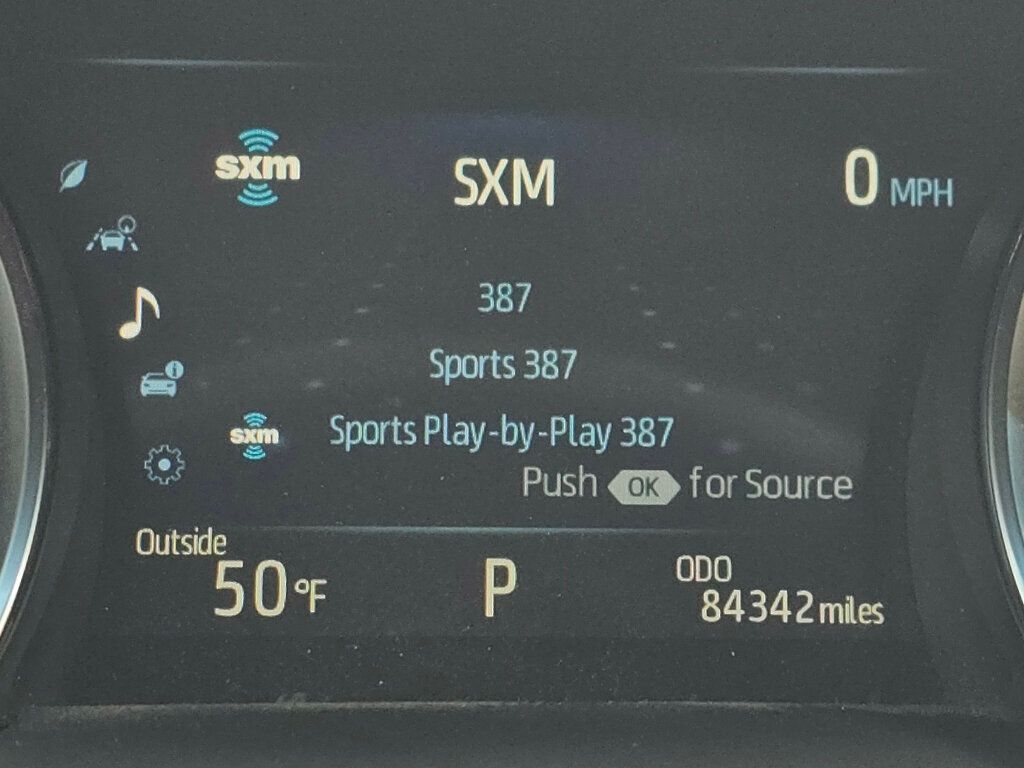 sxm SXM 0 MPH
387
Sports 387
sxm Sports Play-by-Play 387
Push OK for Source
Outside
50 °F P ODO
84342 miles